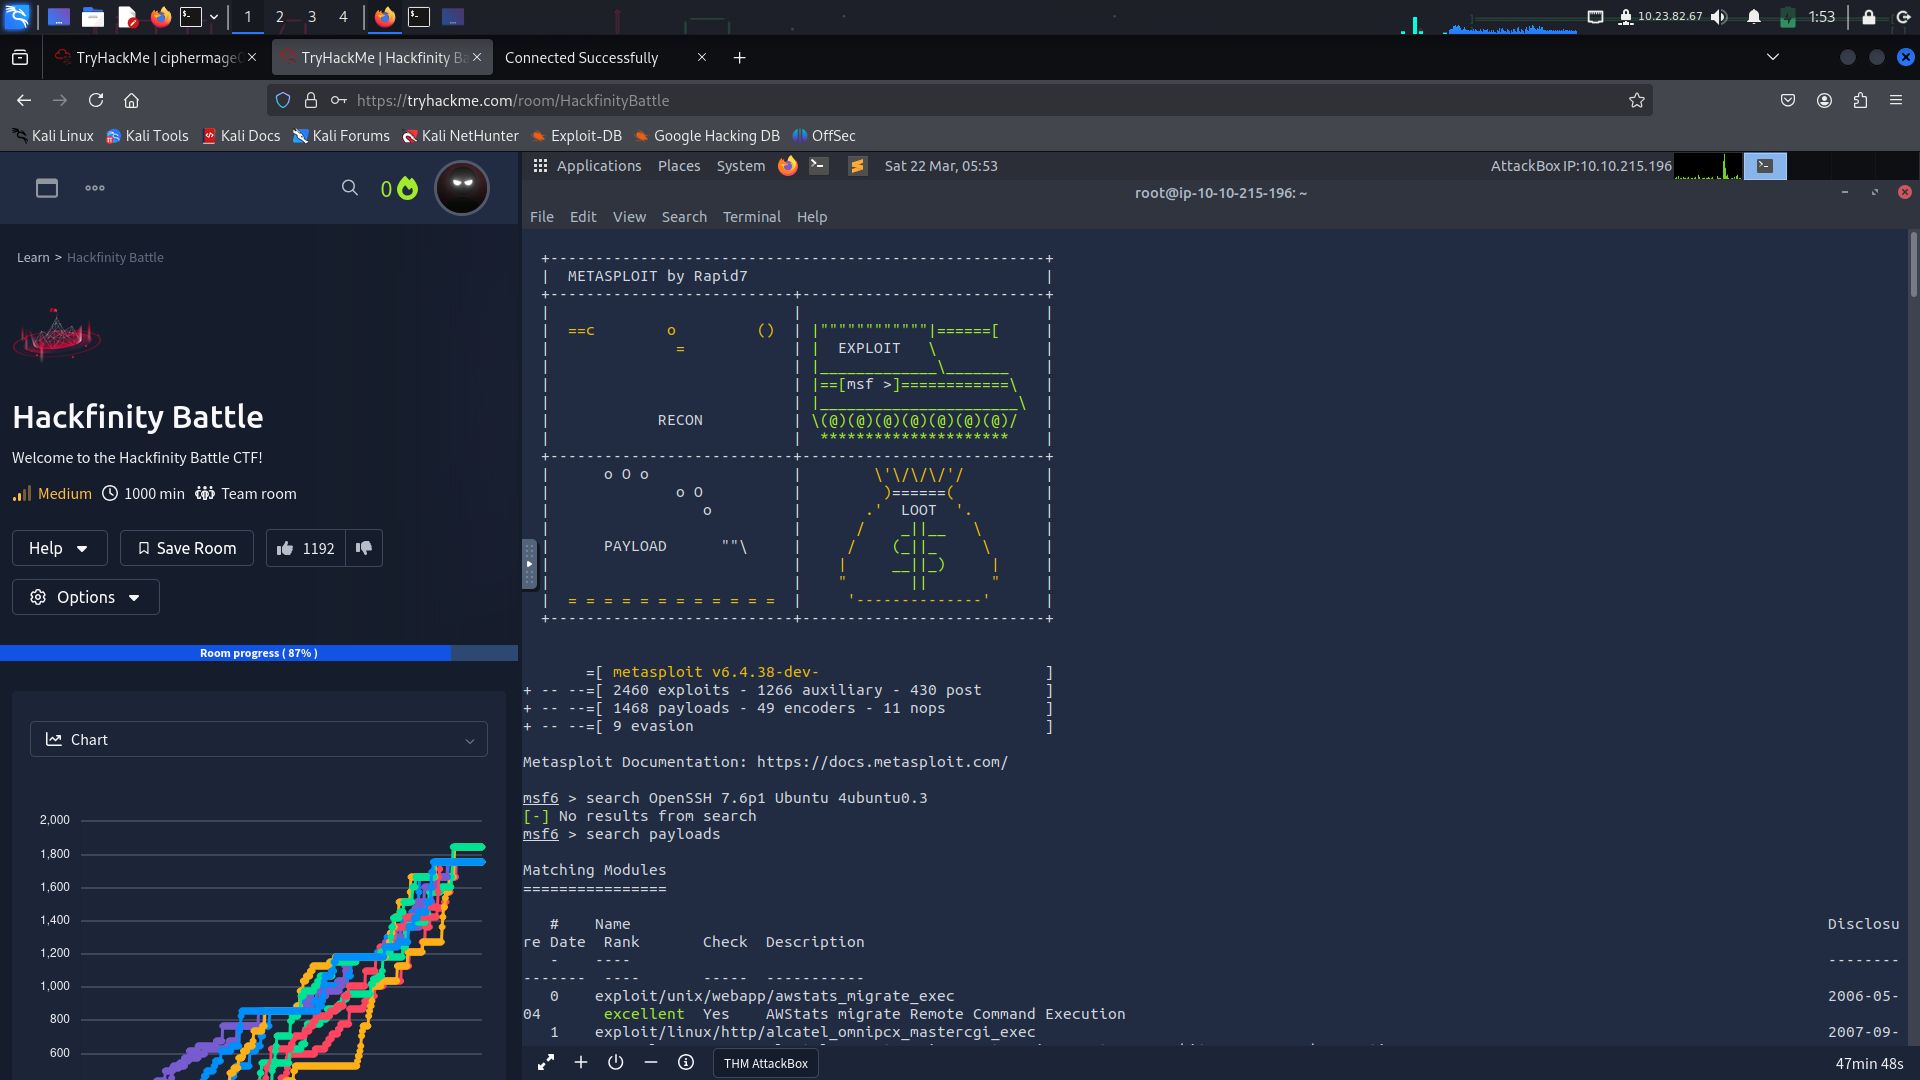 1 2 3 4 10.23.82.67 1:53
TryHackMe | ciphermage TryHackMe | Hackfinity Ba Connected Successfully
https://tryhackme.com/room/HackfinityBattle
Kali Linux Kali Tools Kali Docs Kali Forums Kali NetHunter Exploit-DB Google Hacking DB OffSec
0
Learn > Hackfinity Battle
Hackfinity Battle
Welcome to the Hackfinity Battle CTF!
Medium 1000 min Team room
Help Save Room 1192
Options
Room progress ( 87% )
Chart
2,000
1,800
1,600
1,400
1,200
1,000
800
600
Applications Places System Sat 22 Mar, 05:53 AttackBox IP:10.10.215.196
root@ip-10-10-215-196: ~
File Edit View Search Terminal Help
METASPLOIT by Rapid7
==c o () |""""""""""""|======[
= | EXPLOIT \
|_____________\_______
|==[msf >]============\
|______________________\
RECON \(@)(@)(@)(@)(@)(@)(@)/
*********************
o O o \'\/\/\/'/
o O )======(
o .' LOOT '.
/ _||__ \
PAYLOAD ""\ / (_||_ \
| __||_) |
" || "
= = = = = = = = = = = = '--------------'
=[ metasploit v6.4.38-dev- ]
+ -- --=[ 2460 exploits - 1266 auxiliary - 430 post ]
+ -- --=[ 1468 payloads - 49 encoders - 11 nops ]
+ -- --=[ 9 evasion ]
Metasploit Documentation: https://docs.metasploit.com/
msf6 > search OpenSSH 7.6p1 Ubuntu 4ubuntu0.3
[-] No results from search
msf6 > search payloads
Matching Modules
================
# Name Disclosu
re Date Rank Check Description
- ---- --------
------- ---- ----- -----------
0 exploit/unix/webapp/awstats_migrate_exec 2006-05-
04 excellent Yes AWStats migrate Remote Command Execution
1 exploit/linux/http/alcatel_omnipcx_mastercgi_exec 2007-09-
THM AttackBox 47min 48s